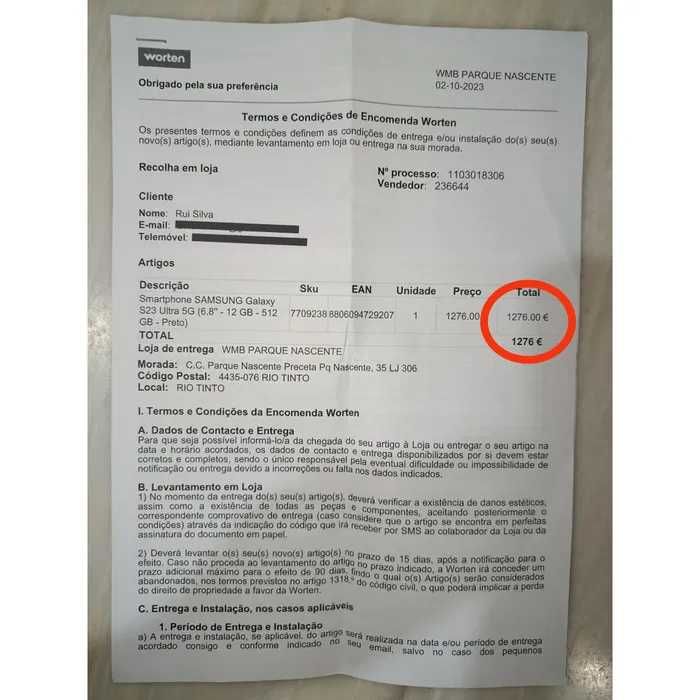 worten
Obrigado pela sua preferência
WMB PARQUE NASCENTE
02-10-2023
Termos e Condições de Encomenda Worten
Os presentes termos e condições definem as condições de entrega e/ou instalação do(s) seu(s)
novo(s) artigo(s), mediante levantamento em loja ou entrega na sua morada.
Recolha em loja
Nº processo: 1103018306
Vendedor: 236644
Cliente
Nome: Rui Silva
E-mail:
Telemóvel:
Artigos
Descrição Sku EAN Unidade Preço Total
Smartphone SAMSUNG Galaxy
S23 Ultra 5G (6.8" - 12 GB - 512 7709238 8806094729207 1 1276.00 1276.00 €
GB - Preto)
TOTAL 1276 €
Loja de entrega WMB PARQUE NASCENTE
Morada: C.C. Parque Nascente Preceta Pq Nascente, 35 LJ 306
Código Postal: 4435-076 RIO TINTO
Local: RIO TINTO
I. Termos e Condições da Encomenda Worten
A. Dados de Contacto e Entrega
Para que seja possível informá-lo/a da chegada do seu artigo à Loja ou entregar o seu artigo na
data e horário acordados, os dados de contacto e entrega disponibilizados por si devem estar
corretos e completos, sendo o único responsável pela eventual dificuldade ou impossibilidade de
notificação ou entrega devido a incorreções ou falta nos dados indicados.
B. Levantamento em Loja
1) No momento da entrega do(s) seu(s) artigo(s), deverá verificar a existência de danos estéticos,
assim como a existência de todas as peças e componentes, aceitando posteriormente o
correspondente comprovativo de entrega (caso considere que o artigo se encontra em perfeitas
condições) através da indicação do código que irá receber por SMS ao colaborador da Loja ou da
assinatura do documento em papel.
2) Deverá levantar o(s) seu(s) novo(s) artigo(s) no prazo de 15 dias, após a notificação para o
efeito. Caso não proceda ao levantamento do artigo no prazo indicado, a Worten irá conceder um
prazo adicional máximo para o efeito de 90 dias, findo o qual o(s) Artigo(s) serão considerados
abandonados, nos termos previstos no artigo 1318.º do código civil, o que poderá implicar a perda
do direito de propriedade a favor da Worten.
C. Entrega e Instalação, nos casos aplicáveis
1. Período de Entrega e Instalação
a) A entrega e instalação, se aplicável, do artigo será realizada na data e/ou período de entrega
acordado consigo e conforme indicado no seu email, salvo no caso dos pequenos